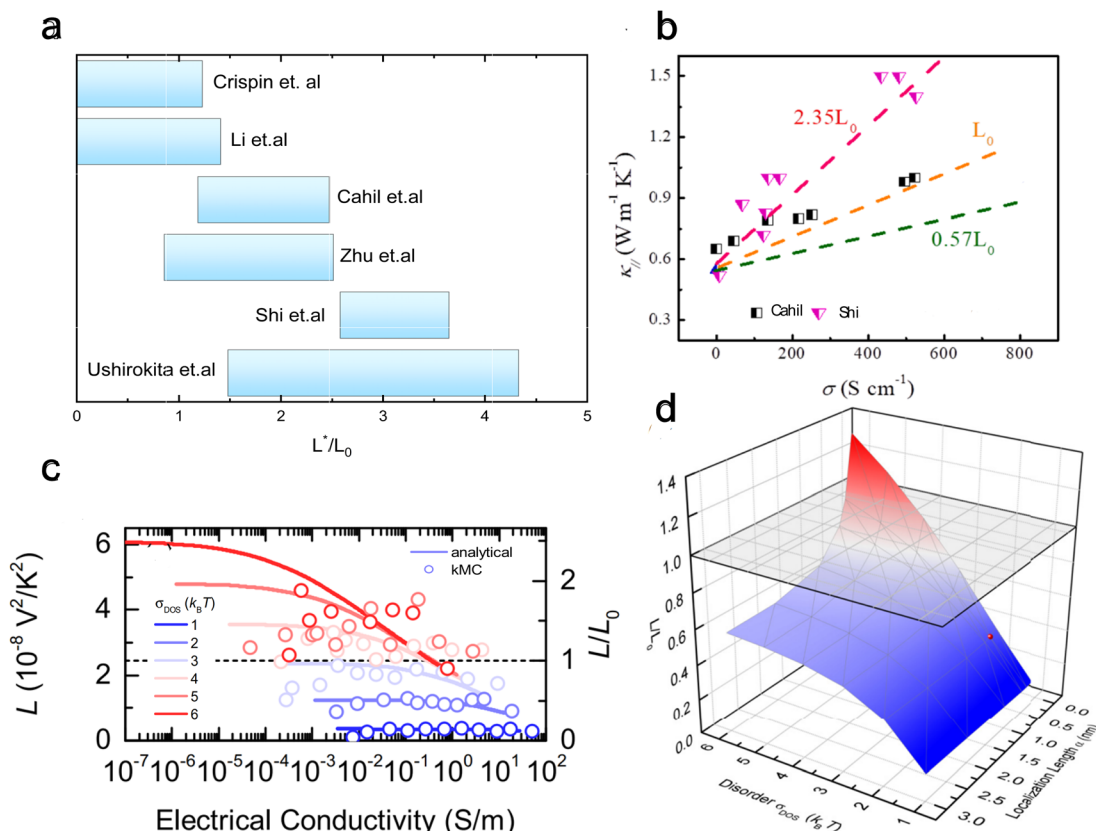 a
Crispin et. al
Li et.al
Cahil et.al
Zhu et.al
Shi et.al
Ushirokita et.al
0 1 2 3 4 5
L*/L₀
b
1.5
1.2
0.9
0.6
0.3
κ// (Wm⁻¹ K⁻¹)
2.35L₀
L₀
0.57L₀
Cahil Shi
0 200 400 600 800
σ (S cm⁻¹)
c
6
4
2
0
L (10⁻⁸ V²/K²)
analytical
kMC
σDOS (kBT)
1
2
3
4
5
6
2
1
0
L/L₀
10⁻⁷ 10⁻⁶ 10⁻⁵ 10⁻⁴ 10⁻³ 10⁻² 10⁻¹ 10⁰ 10¹ 10²
Electrical Conductivity (S/m)
d
1.4
1.2
1.0
0.8
0.6
0.4
0.2
0.0
6 5 4 3 2 1
Disorder σDOS (kBT)
0.0
0.5
1.0
1.5
2.0
2.5
3.0
Localization Length α (nm)